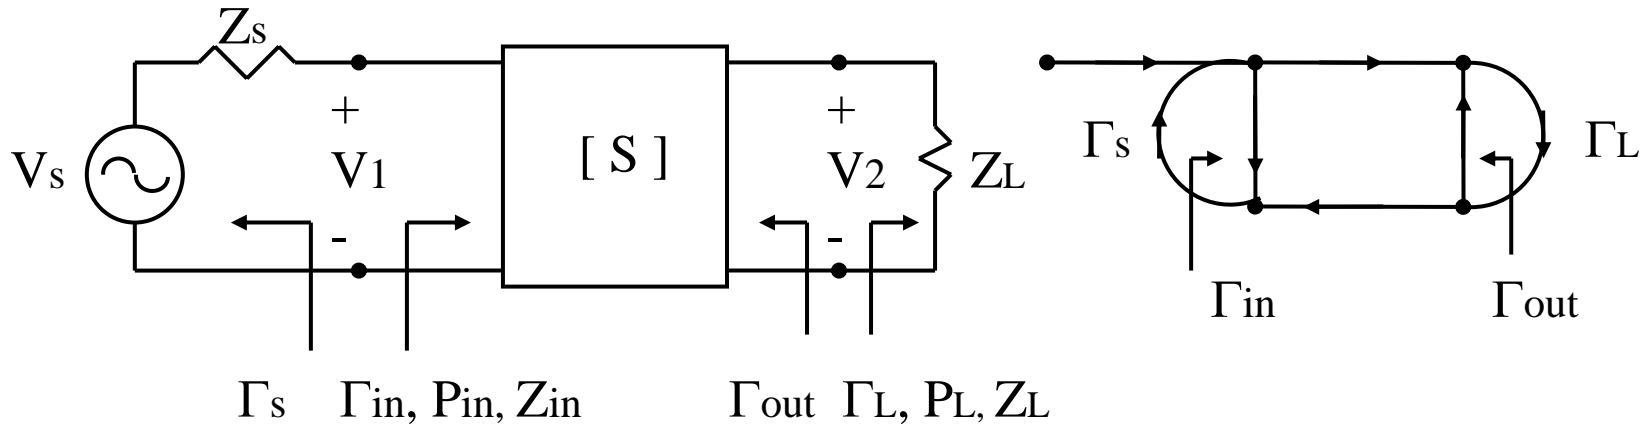 Zs
+ + Γs ΓL
Vs V1 [ S ] V2 ZL
- -
Γin Γout
Γs Γin, Pin, Zin Γout ΓL, PL, ZL